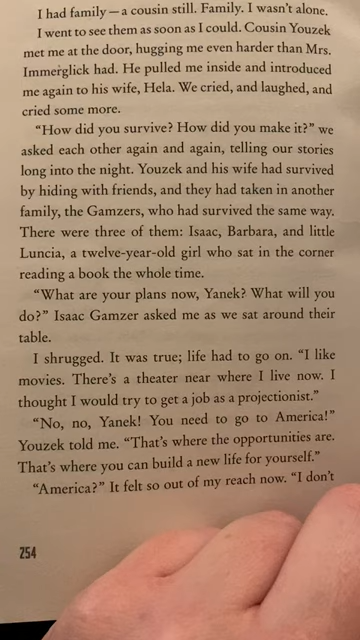 I had family — a cousin still. Family. I wasn't alone.
I went to see them as soon as I could. Cousin Youzek
met me at the door, hugging me even harder than Mrs.
Immerglick had. He pulled me inside and introduced
me again to his wife, Hela. We cried, and laughed, and
cried some more.
"How did you survive? How did you make it?" we
asked each other again and again, telling our stories
long into the night. Youzek and his wife had survived
by hiding with friends, and they had taken in another
family, the Gamzers, who had survived the same way.
There were three of them: Isaac, Barbara, and little
Luncia, a twelve-year-old girl who sat in the corner
reading a book the whole time.
"What are your plans now, Yanek? What will you
do?" Isaac Gamzer asked me as we sat around their
table.
I shrugged. It was true; life had to go on. "I like
movies. There's a theater near where I live now. I
thought I would try to get a job as a projectionist."
"No, no, Yanek! You need to go to America!"
Youzek told me. "That's where the opportunities are.
That's where you can build a new life for yourself."
"America?" It felt so out of my reach now. "I don't
254